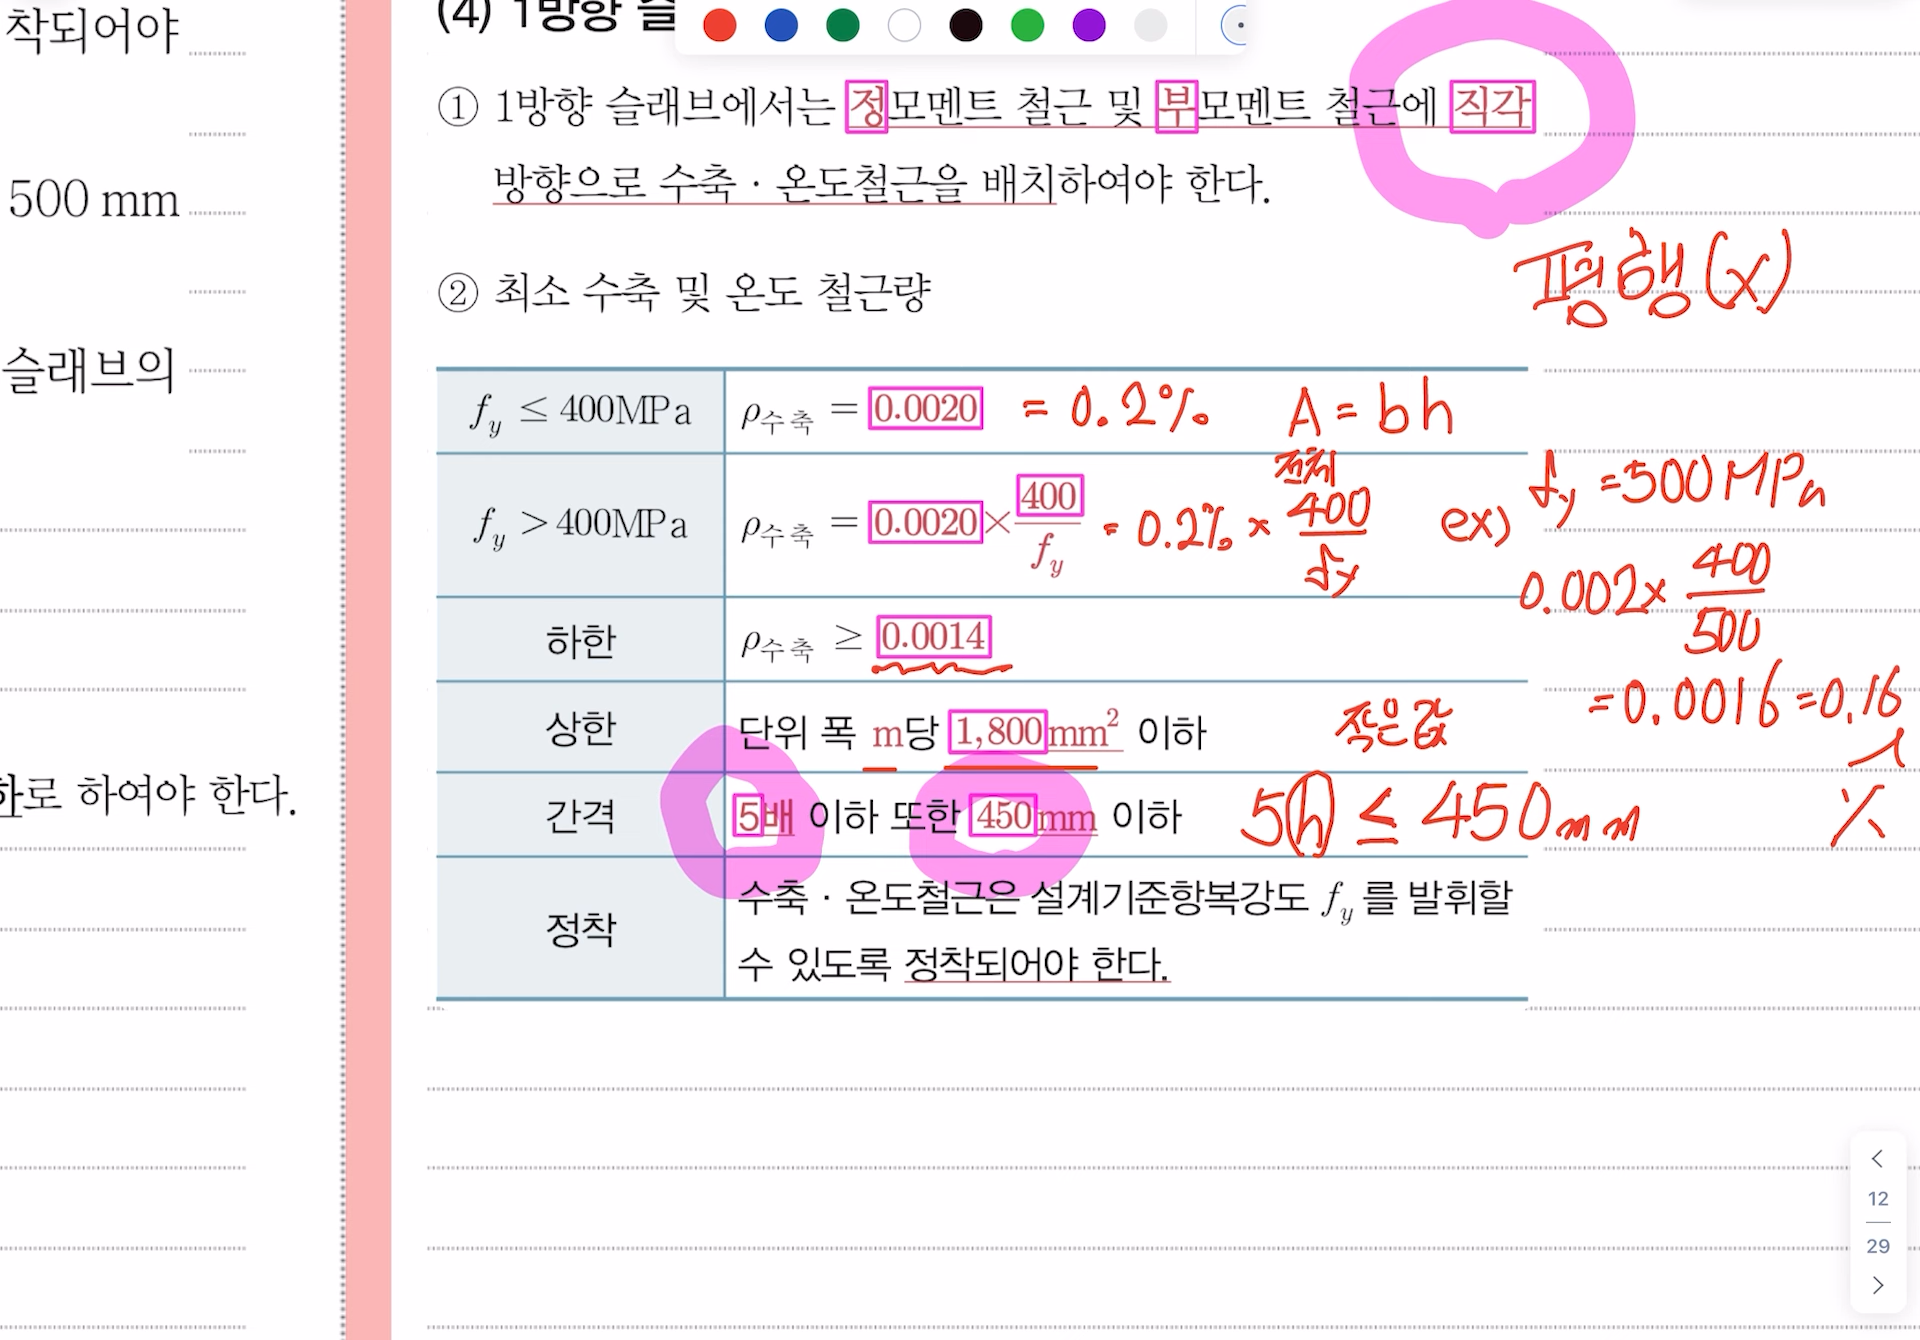 착되어야
500 mm
슬래브의
로 하여야 한다.
(4) 1방향 슬
① 1방향 슬래브에서는 정모멘트 철근 및 부모멘트 철근에 직각
방향으로 수축 · 온도철근을 배치하여야 한다.
평행(x)
② 최소 수축 및 온도 철근량
f_y ≤ 400MPa ρ수축 = 0.0020 = 0.2% A = bh
전체
f_y > 400MPa ρ수축 = 0.0020 × 400/f_y = 0.2% × 400/f_y ex) f_y = 500MPa
0.002 × 400/500
= 0.0016 = 0.16
%
하한 ρ수축 ≥ 0.0014
상한 단위 폭 m당 1,800mm² 이하 작은값
간격 5배 이하 또한 450mm 이하 5h ≤ 450mm
정착 수축 · 온도철근은 설계기준항복강도 f_y 를 발휘할
수 있도록 정착되어야 한다.
12
29